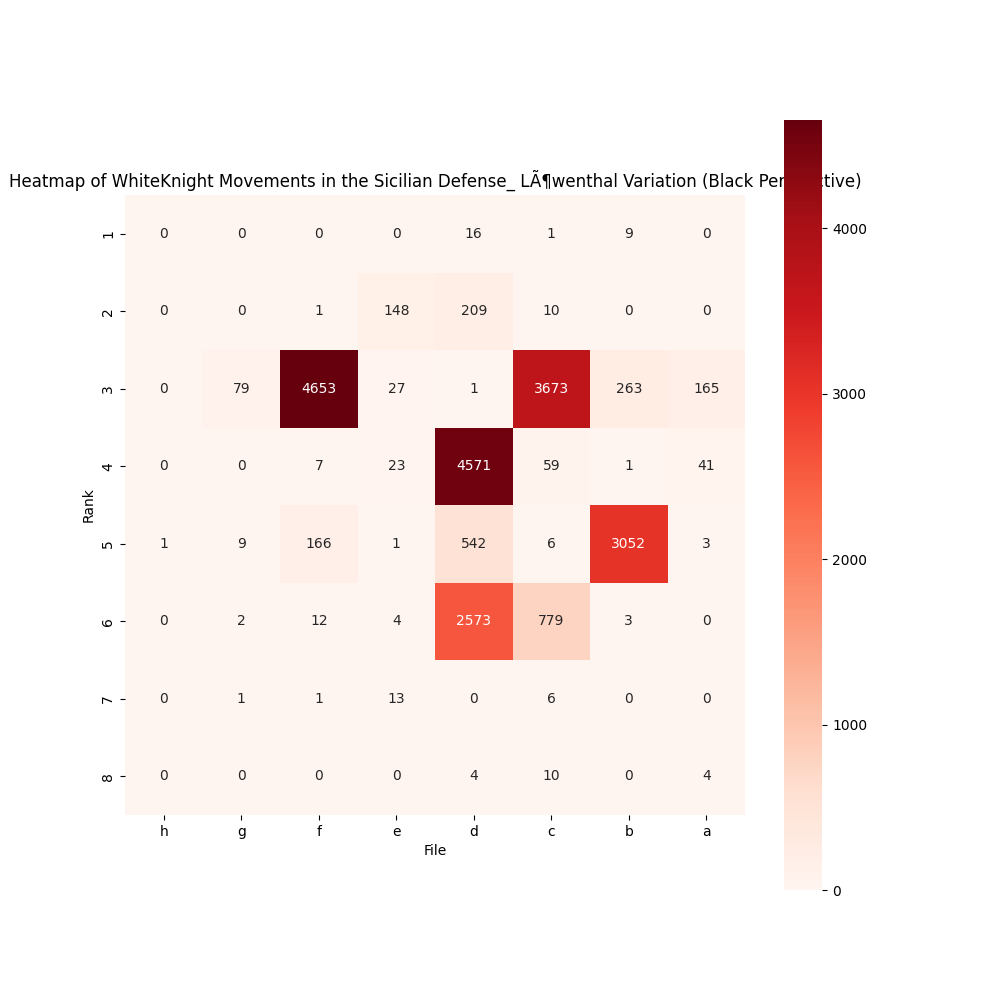 Heatmap of WhiteKnight Movements in the Sicilian Defense_ LÃ¶wenthal Variation (Black Perspective)
1 0 0 0 0 16 1 9 0
2 0 0 1 148 209 10 0 0
3 0 79 4653 27 1 3673 263 165
4 0 0 7 23 4571 59 1 41
5 1 9 166 1 542 6 3052 3
6 0 2 12 4 2573 779 3 0
7 0 1 1 13 0 6 0 0
8 0 0 0 0 4 10 0 4
h g f e d c b a
File
Rank
4000
3000
2000
1000
0